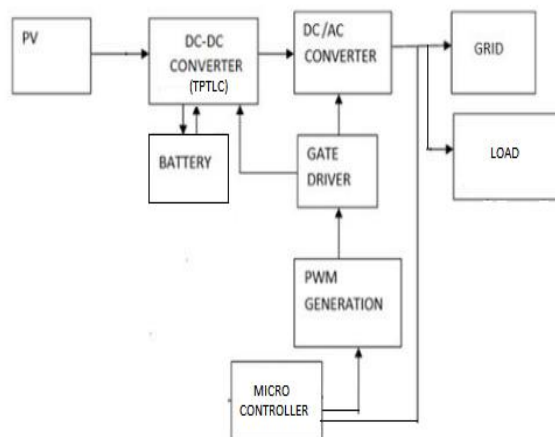 PV
DC-DC
CONVERTER
(TPTLC)
DC/AC
CONVERTER
GRID
BATTERY
GATE
DRIVER
LOAD
PWM
GENERATION
MICRO
CONTROLLER